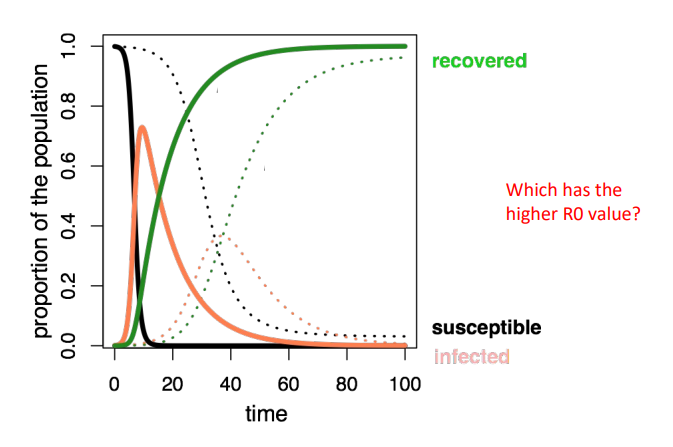 1.0
0.8
0.6
0.4
0.2
0.0
proportion of the population
0
20
40
60
80
100
time
recovered
Which has the
higher R0 value?
susceptible
infected